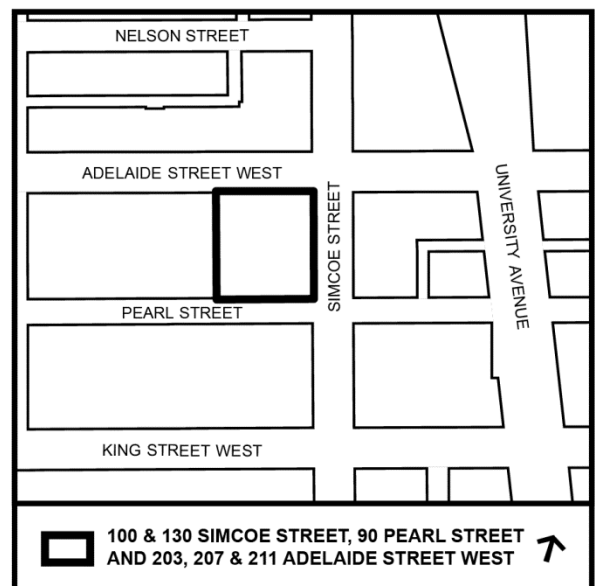 NELSON STREET
ADELAIDE STREET WEST
SIMCOE STREET
UNIVERSITY AVENUE
PEARL STREET
KING STREET WEST
100 & 130 SIMCOE STREET, 90 PEARL STREET
AND 203, 207 & 211 ADELAIDE STREET WEST